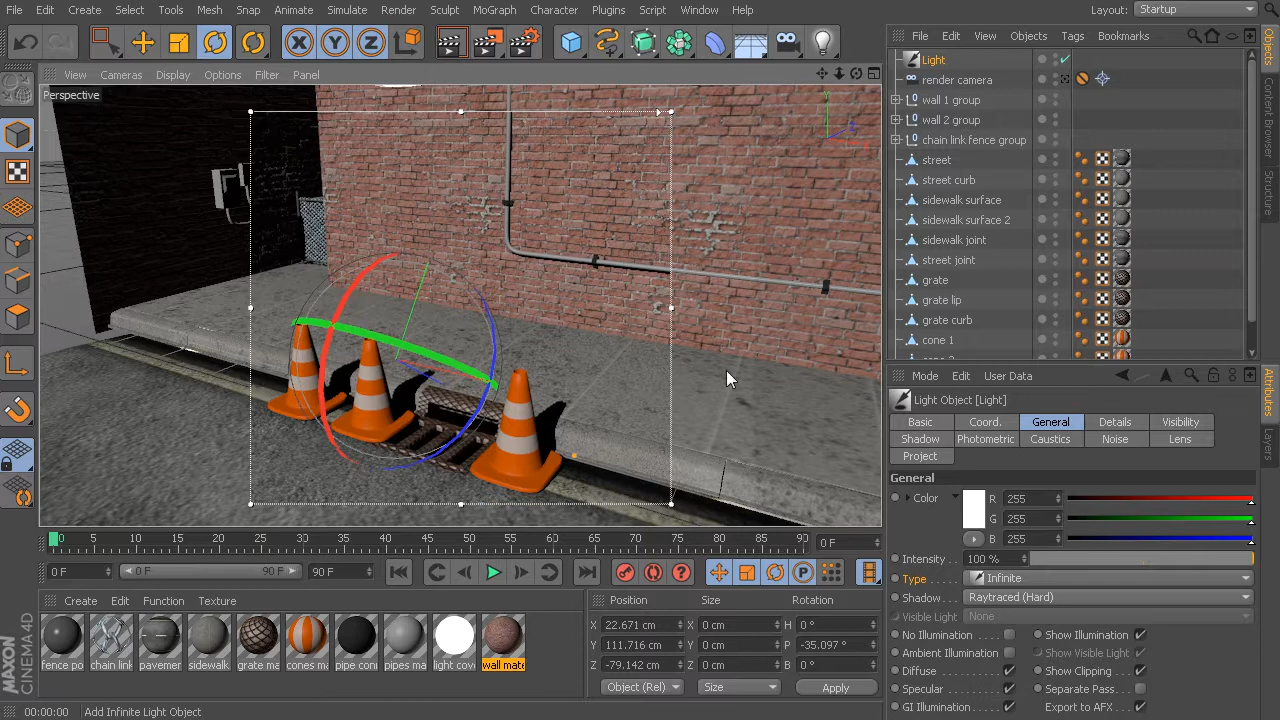 File Edit Create Select Tools Mesh Snap Animate Simulate Render Sculpt MoGraph Character Plugins Script Window Help Layout: Startup
View Cameras Display Options Filter Panel
Perspective
File Edit View Objects Tags Bookmarks
Light
render camera
wall 1 group
wall 2 group
chain link fence group
street
street curb
sidewalk surface
sidewalk surface 2
sidewalk joint
street joint
grate
grate lip
grate curb
cone 1
Objects
Content Browser
Structure
Attributes
Layers
Mode Edit User Data
Light Object [Light]
Basic Coord. General Details Visibility
Shadow Photometric Caustics Noise Lens
Project
General
Color R 255
G 255
B 255
Intensity 100 %
Type Infinite
Shadow Raytraced (Hard)
Visible Light None
No Illumination Show Illumination
Ambient Illumination Show Visible Light
Diffuse Show Clipping
Specular Separate Pass
GI Illumination Export to AFX
0 5 10 15 20 25 30 35 40 45 50 55 60 65 70 75 80 85 90 0 F
0 F 0 F 90 F 90 F
Create Edit Function Texture
fence po chain link pavemer sidewalk grate ma cones ma pipe coni pipes ma light cov wall mate
Position Size Rotation
X 22.671 cm X 0 cm H 0 °
Y 111.716 cm Y 0 cm P -35.097 °
Z -79.142 cm Z 0 cm B 0 °
Object (Rel) Size Apply
MAXON CINEMA 4D
00:00:00 Add Infinite Light Object